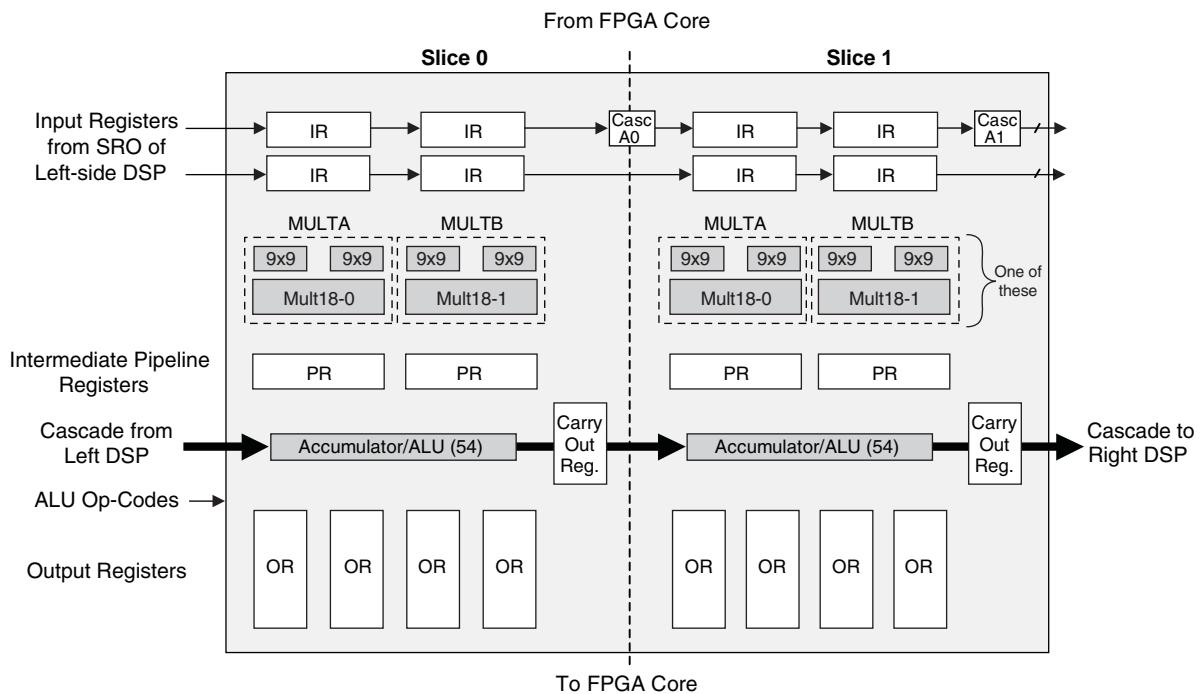 From FPGA Core
Slice 0
Slice 1
Input Registers
from SRO of
Left-side DSP
IR
IR
Casc
A0
IR
IR
Casc
A1
IR
IR
IR
IR
MULTA
MULTB
MULTA
MULTB
9x9
9x9
9x9
9x9
9x9
9x9
9x9
9x9
One of
these
Mult18-0
Mult18-1
Mult18-0
Mult18-1
Intermediate Pipeline
Registers
PR
PR
PR
PR
Cascade from
Left DSP
Accumulator/ALU (54)
Carry
Out
Reg.
Accumulator/ALU (54)
Carry
Out
Reg.
Cascade to
Right DSP
ALU Op-Codes
Output Registers
OR
OR
OR
OR
OR
OR
OR
OR
To FPGA Core